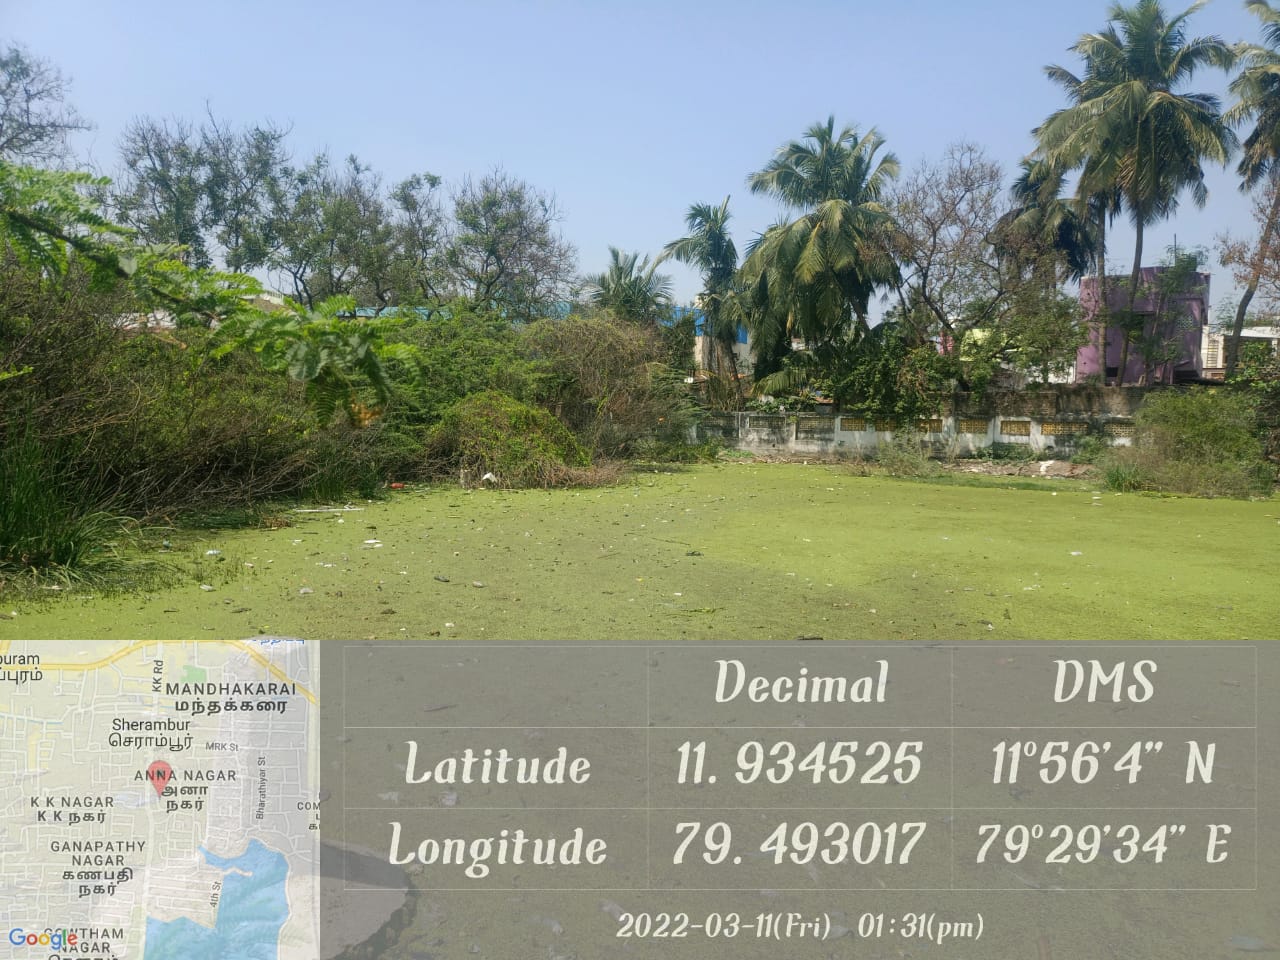 Decimal DMS
Latitude 11.934525 11°56'4" N
Longitude 79.493017 79°29'34" E
2022-03-11(Fri) 01:31(pm)
KK Rd
MANDHAKARAI
மந்தக்கரை
Sherambur
செராம்பூர்
MRK St
ANNA NAGAR
அனா
நகர்
Bharathiyar St
K K NAGAR
K K நகர்
GANAPATHY
NAGAR
கணபதி
நகர்
4th St
GOWTHAM
NAGAR
Google